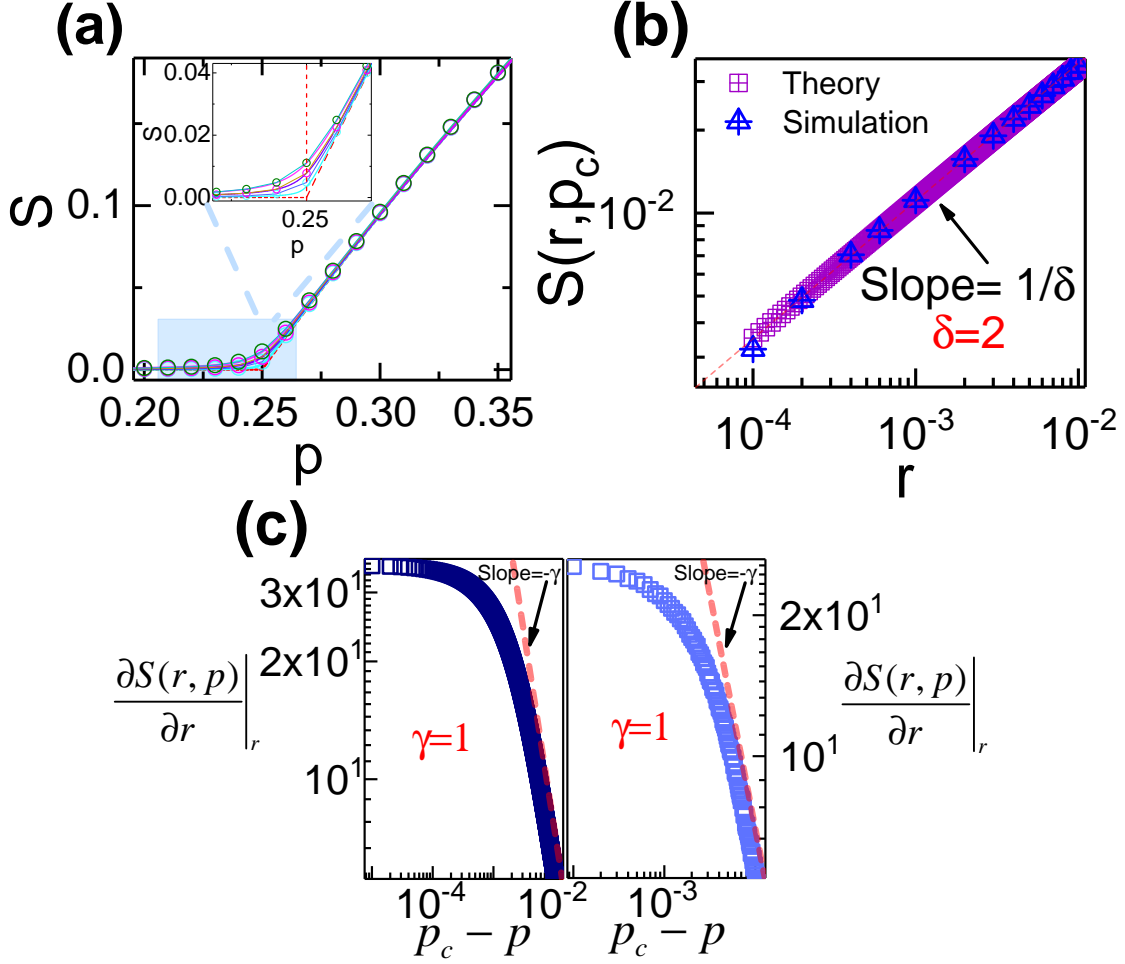 (a)
S
0.1
0.0
0.20
0.25
0.30
0.35
p
0.04
0.02
0.00
S
0.25
p
(b)
Theory
Simulation
S(r,p_c)
10^-2
Slope= 1/δ
δ=2
10^-4
10^-3
10^-2
r
(c)
3x10^1
2x10^1
10^1
∂S(r, p)/∂r|_r
Slope=-γ
γ=1
10^-4
10^-2
p_c − p
Slope=-γ
γ=1
10^-3
p_c − p
2x10^1
10^1
∂S(r, p)/∂r|_r